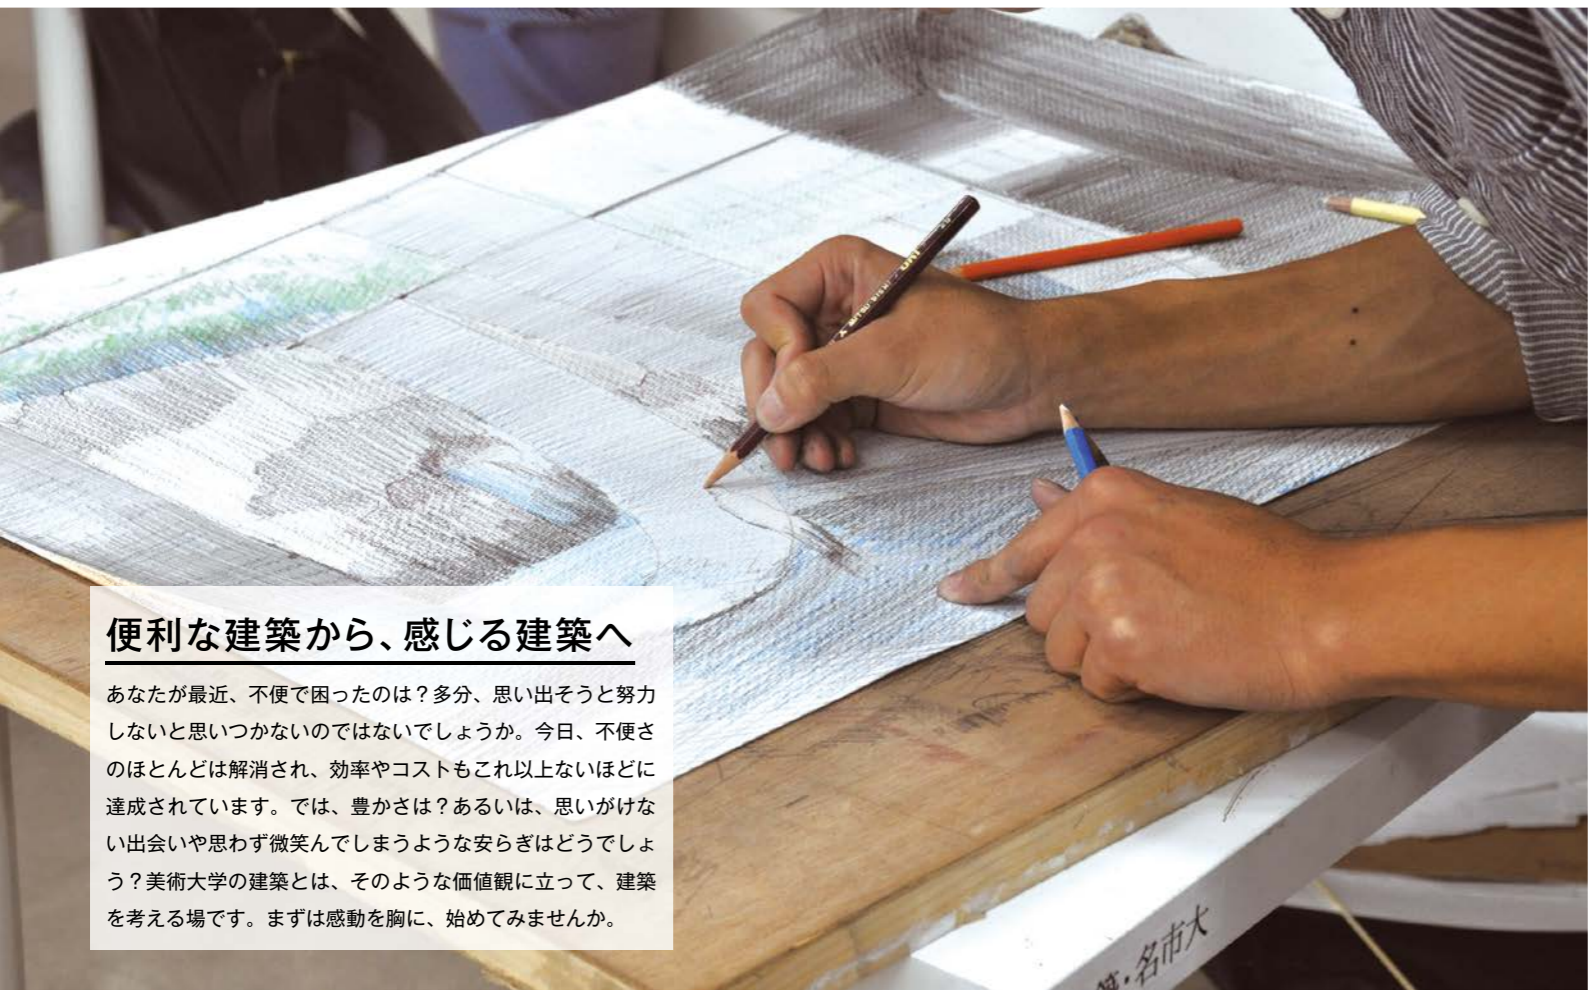 便利な建築から、感じる建築へ
あなたが最近、不便で困ったのは？多分、思い出そうと努力
しないと思いつかないのではないでしょうか。今日、不便さ
のほとんどは解消され、効率やコストもこれ以上ないほどに
達成されています。では、豊かさは？あるいは、思いがけな
い出会いや思わず微笑んでしまうような安らぎはどうでしょ
う？美術大学の建築とは、そのような価値観に立って、建築
を考える場です。まずは感動を胸に、始めてみませんか。
・名市大